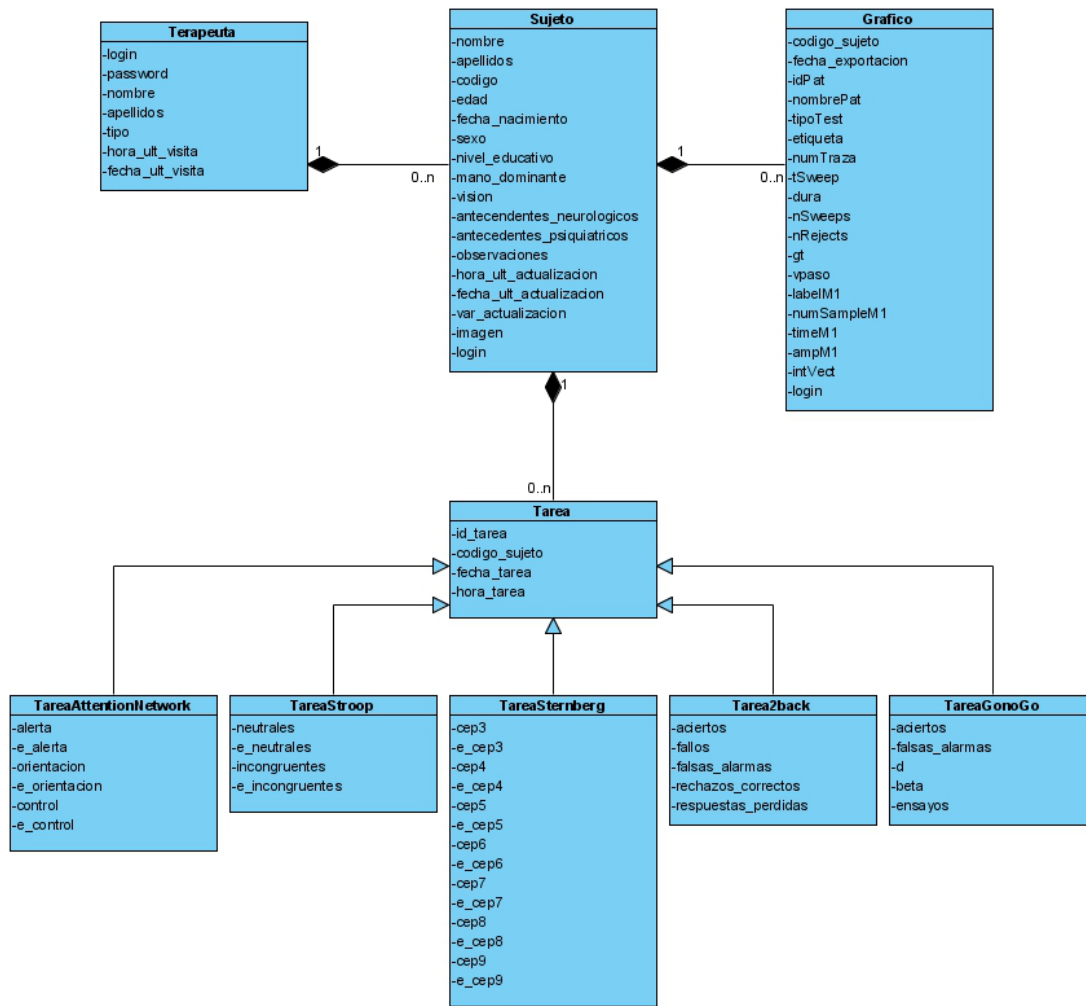 Terapeuta
-login
-password
-nombre
-apellidos
-tipo
-hora_ult_visita
-fecha_ult_visita
1
0..n
Sujeto
-nombre
-apellidos
-codigo
-edad
-fecha_nacimiento
-sexo
-nivel_educativo
-mano_dominante
-vision
-antecendentes_neurologicos
-antecedentes_psiquiatricos
-observaciones
-hora_ult_actualizacion
-fecha_ult_actualizacion
-var_actualizacion
-imagen
-login
1
0..n
Grafico
-codigo_sujeto
-fecha_exportacion
-idPat
-nombrePat
-tipoTest
-etiqueta
-numTraza
-tSweep
-dura
-nSweeps
-nRejects
-gt
-vpaso
-labelM1
-numSampleM1
-timeM1
-ampM1
-intVect
-login
1
0..n
Tarea
-id_tarea
-codigo_sujeto
-fecha_tarea
-hora_tarea
TareaAttentionNetwork
-alerta
-e_alerta
-orientacion
-e_orientacion
-control
-e_control
TareaStroop
-neutrales
-e_neutrales
-incongruentes
-e_incongruentes
TareaSternberg
-cep3
-e_cep3
-cep4
-e_cep4
-cep5
-e_cep5
-cep6
-e_cep6
-cep7
-e_cep7
-cep8
-e_cep8
-cep9
-e_cep9
Tarea2back
-aciertos
-fallos
-falsas_alarmas
-rechazos_correctos
-respuestas_perdidas
TareaGonoGo
-aciertos
-falsas_alarmas
-d
-beta
-ensayos